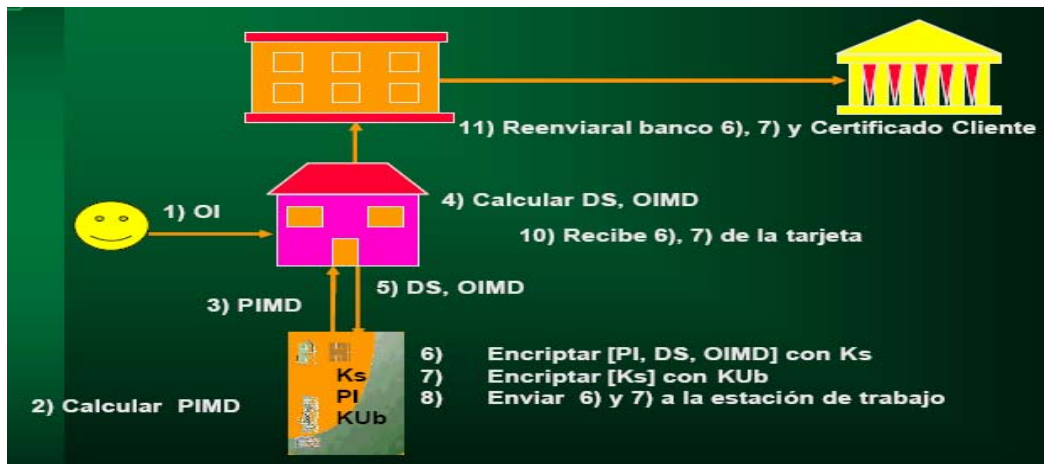 11) Reenviaral banco 6), 7) y Certificado Cliente
1) OI
4) Calcular DS, OIMD
10) Recibe 6), 7) de la tarjeta
5) DS, OIMD
3) PIMD
6) Encriptar [PI, DS, OIMD] con Ks
7) Encriptar [Ks] con KUb
8) Enviar 6) y 7) a la estación de trabajo
2) Calcular PIMD
Ks
PI
KUb